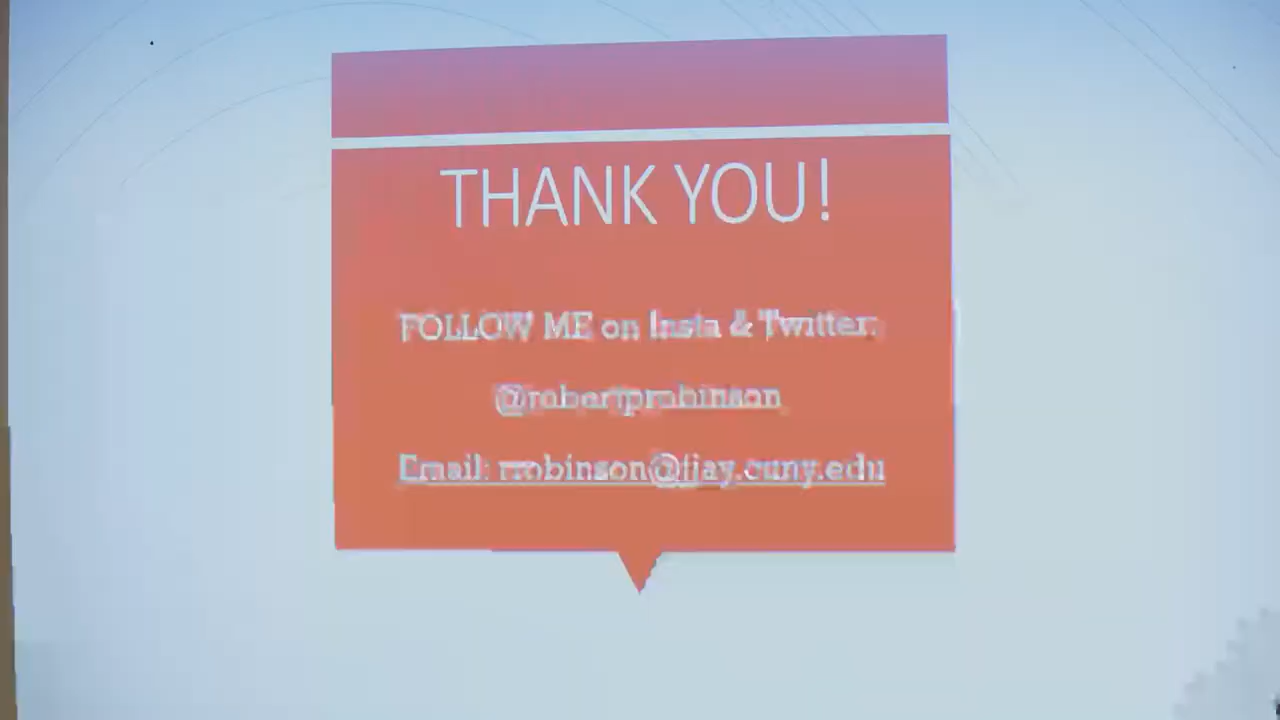 THANK YOU!
FOLLOW ME on Insta & Twitter:
@robertprobinson
Email: rrobinson@jjay.cuny.edu